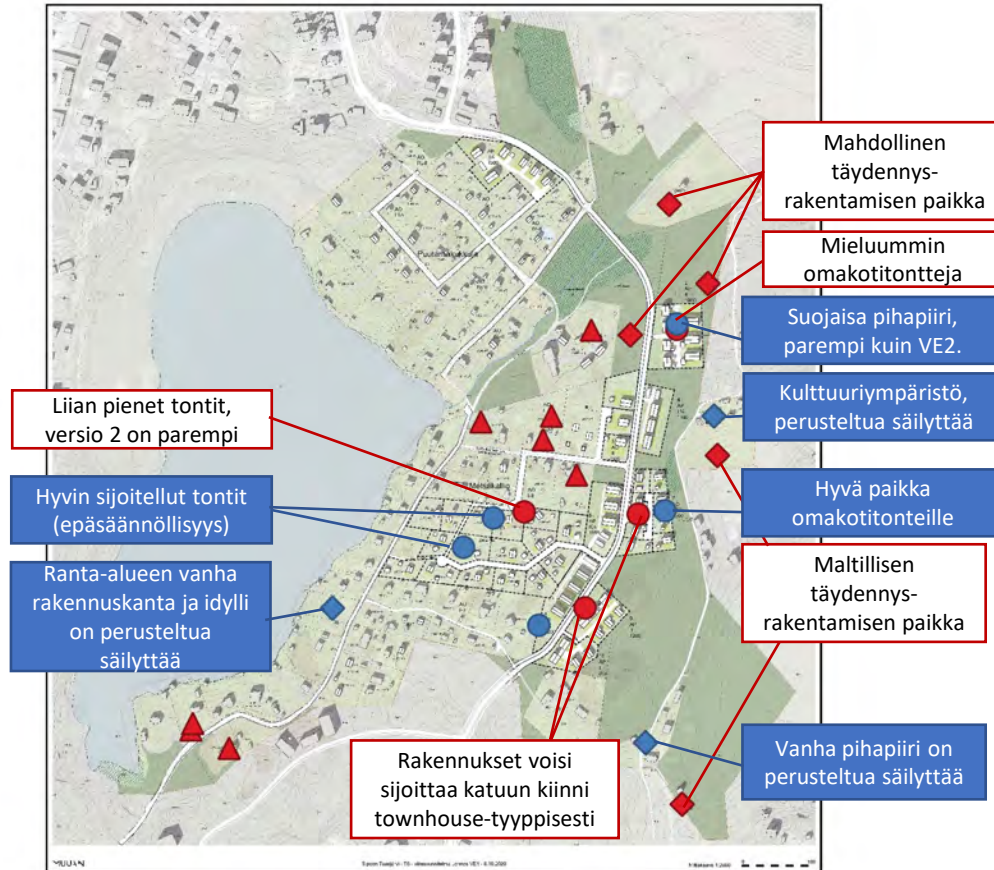 Mahdollinen
täydennys-
rakentamisen paikka
Mieluummin
omakotitontteja
Suojaisa pihapiiri,
parempi kuin VE2.
Liian pienet tontit,
versio 2 on parempi
Kulttuuriympäristö,
perusteltua säilyttää
Hyvin sijoitellut tontit
(epäsäännöllisyys)
Hyvä paikka
omakotitonteille
Ranta-alueen vanha
rakennuskanta ja idylli
on perusteltua
säilyttää
Maltillisen
täydennys-
rakentamisen paikka
Rakennukset voisi
sijoittaa katuun kiinni
townhouse-tyyppisesti
Vanha pihapiiri on
perusteltua säilyttää